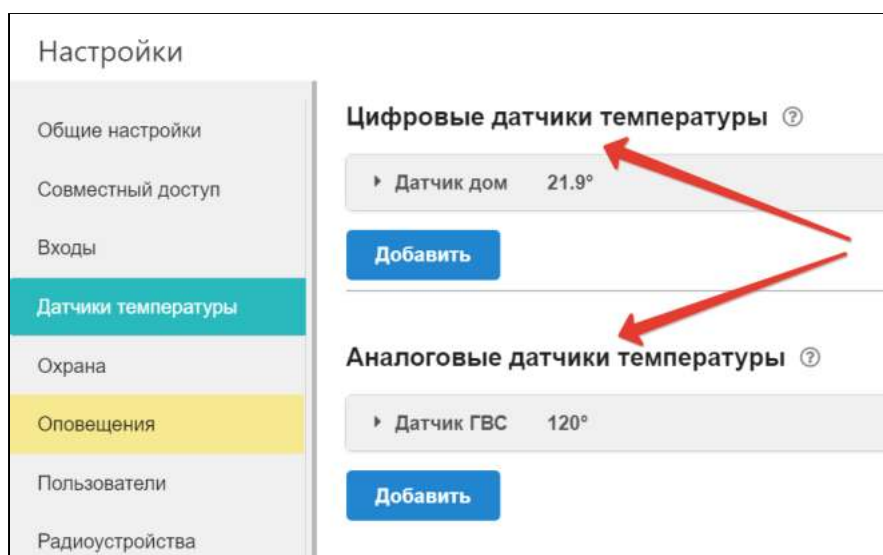 Настройки
Общие настройки
Совместный доступ
Входы
Датчики температуры
Охрана
Оповещения
Пользователи
Радиоустройства
Цифровые датчики температуры ?
Датчик дом 21.9°
Добавить
Аналоговые датчики температуры ?
Датчик ГВС 120°
Добавить